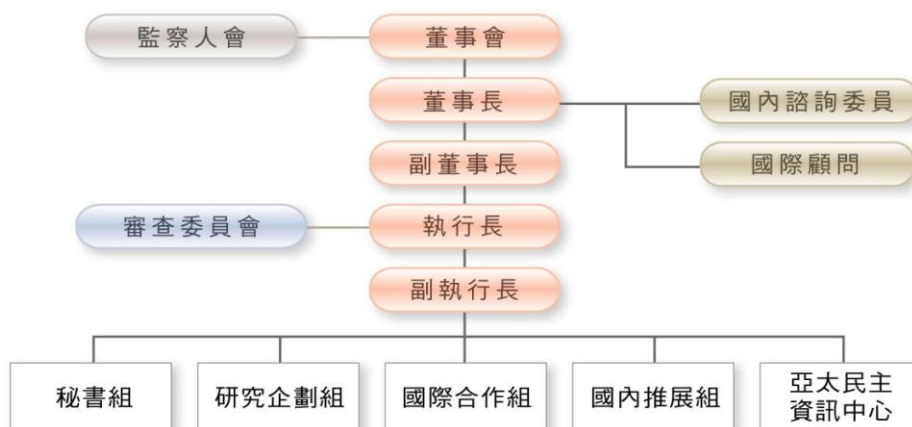 監察人會
董事會
董事長
國內諮詢委員
副董事長
國際顧問
審查委員會
執行長
副執行長
秘書組
研究企劃組
國際合作組
國內推展組
亞太民主
資訊中心